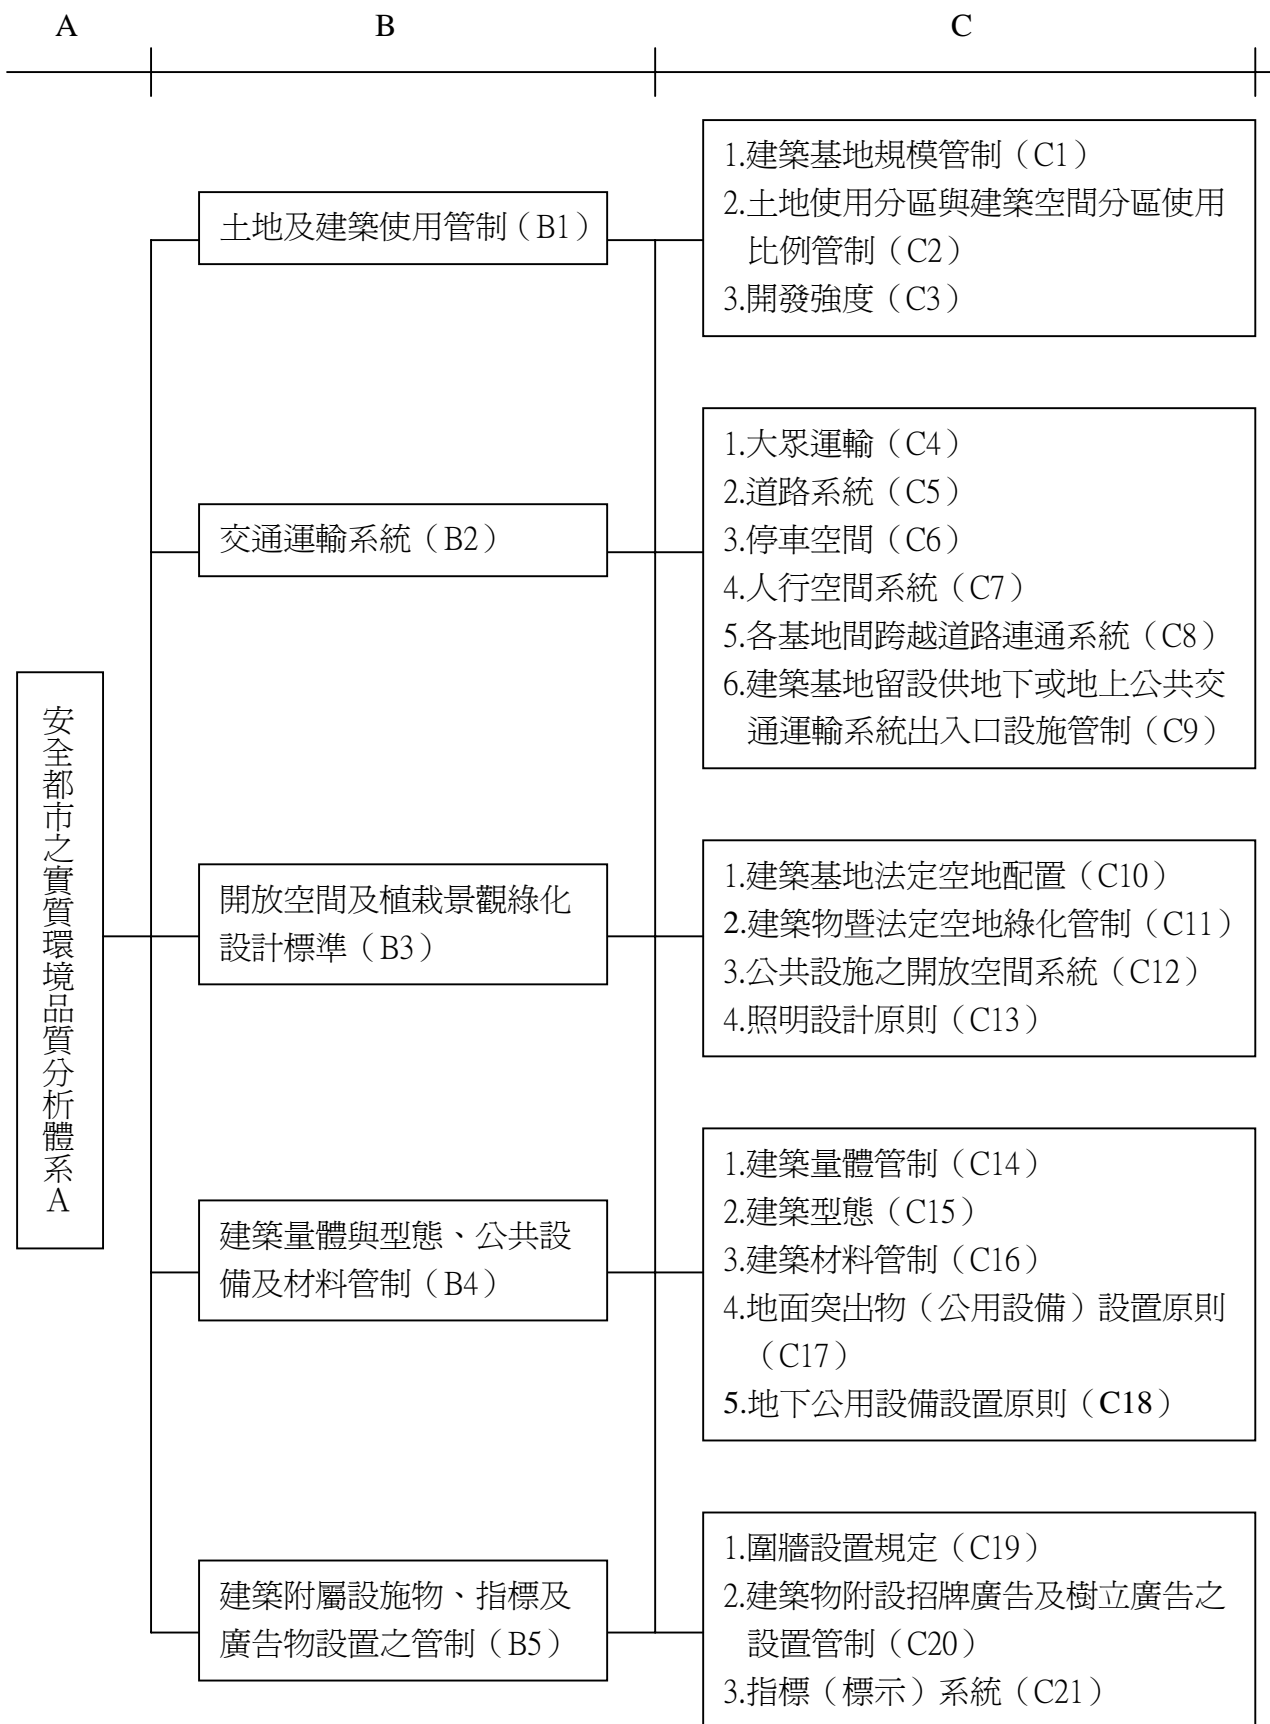 A
B
C
安全都市之實質環境品質分析體系A
土地及建築使用管制（B1）
1.建築基地規模管制（C1）
2.土地使用分區與建築空間分區使用
比例管制（C2）
3.開發強度（C3）
交通運輸系統（B2）
1.大眾運輸（C4）
2.道路系統（C5）
3.停車空間（C6）
4.人行空間系統（C7）
5.各基地間跨越道路連通系統（C8）
6.建築基地留設供地下或地上公共交
通運輸系統出入口設施管制（C9）
開放空間及植栽景觀綠化
設計標準（B3）
1.建築基地法定空地配置（C10）
2.建築物暨法定空地綠化管制（C11）
3.公共設施之開放空間系統（C12）
4.照明設計原則（C13）
建築量體與型態、公共設
備及材料管制（B4）
1.建築量體管制（C14）
2.建築型態（C15）
3.建築材料管制（C16）
4.地面突出物（公用設備）設置原則
（C17）
5.地下公用設備設置原則（C18）
建築附屬設施物、指標及
廣告物設置之管制（B5）
1.圍牆設置規定（C19）
2.建築物附設招牌廣告及樹立廣告之
設置管制（C20）
3.指標（標示）系統（C21）